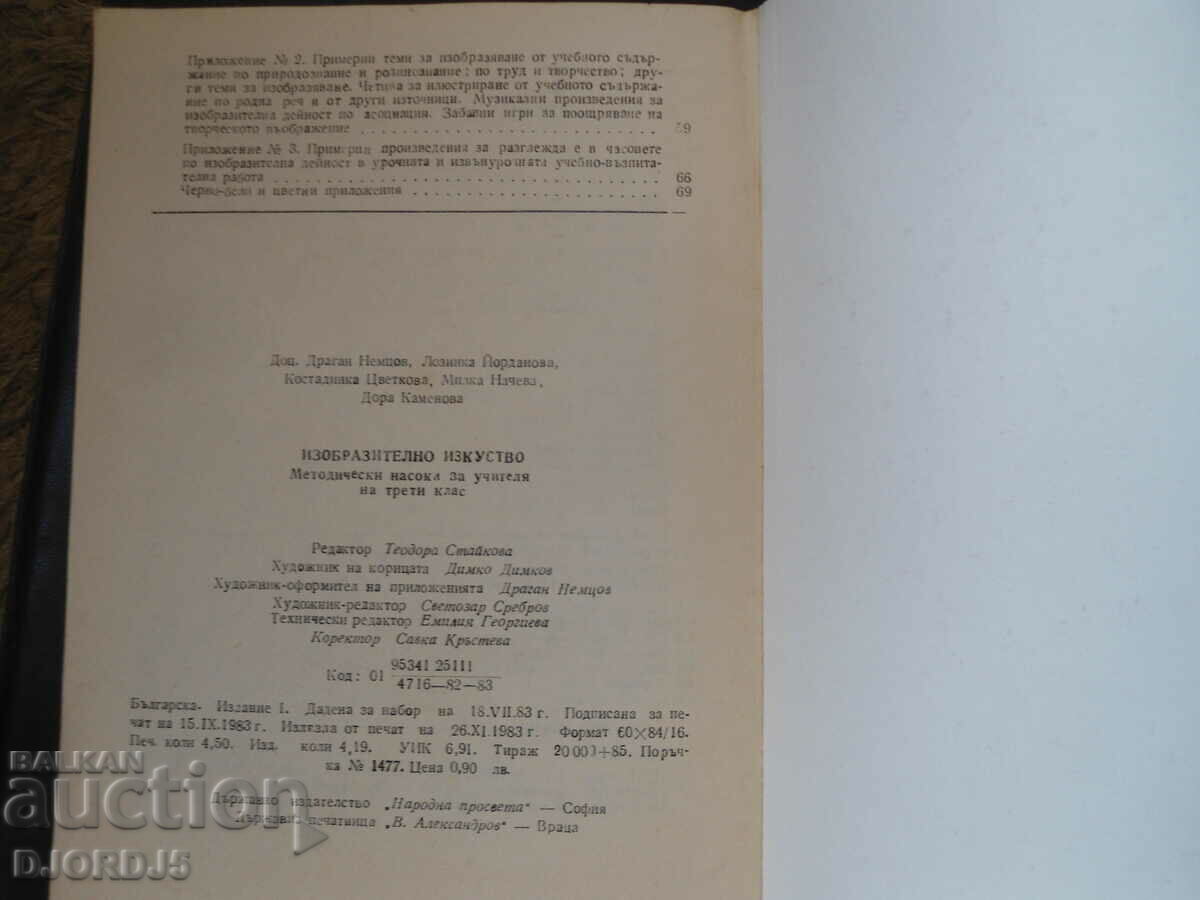 Приложение № 2. Примерни теми за изобразяване от учебното съдър-
жание по природознание и родинознание; по труд и творчество; дру-
ги теми за изобразяване. Четива за илюстриране от учебното съдържа-
ние по родна реч и от други източници. Музикални произведения за
изобразителна дейност по асоциация. Забавни игри за поощряване на
творческото въображение . . . . . . . . . . . . . . . . . . . . 59
Приложение № 3. Примерни произведения за разглеждане в часовете
по изобразителна дейност в урочната и извънурочната учебно-възпита-
телна работа . . . . . . . . . . . . . . . . . . . . . . . . . . 66
Черно-бели и цветни приложения . . . . . . . . . . . . . . . . . 69
Доц. Драган Немцов, Лозинка Йорданова,
Костадинка Цветкова, Милка Начева,
Дора Каменова
ИЗОБРАЗИТЕЛНО ИЗКУСТВО
Методически насоки за учителя
на трети клас
Редактор Теодора Стайкова
Художник на корицата Димко Димков
Художник-оформител на приложенията Драган Немцов
Художник-редактор Светозар Сребров
Технически редактор Емилия Георгиева
Коректор Савка Кръстева
Код: 01 95341 25111
4716—82—83
Българска. Издание I. Дадена за набор на 18.VII.83 г. Подписана за пе-
чат на 15.IX.1983 г. Излезла от печат на 26.XI.1983 г. Формат 60×84/16.
Печ. коли 4,50. Изд. коли 4,19. УИК 6,91. Тираж 20 000+85. Поръч-
ка № 1477. Цена 0,90 лв.
Държавно издателство „Народна просвета“ — София
Държавна печатница „В. Александров“ — Враца
BALKAN
auction
DJORDJ5